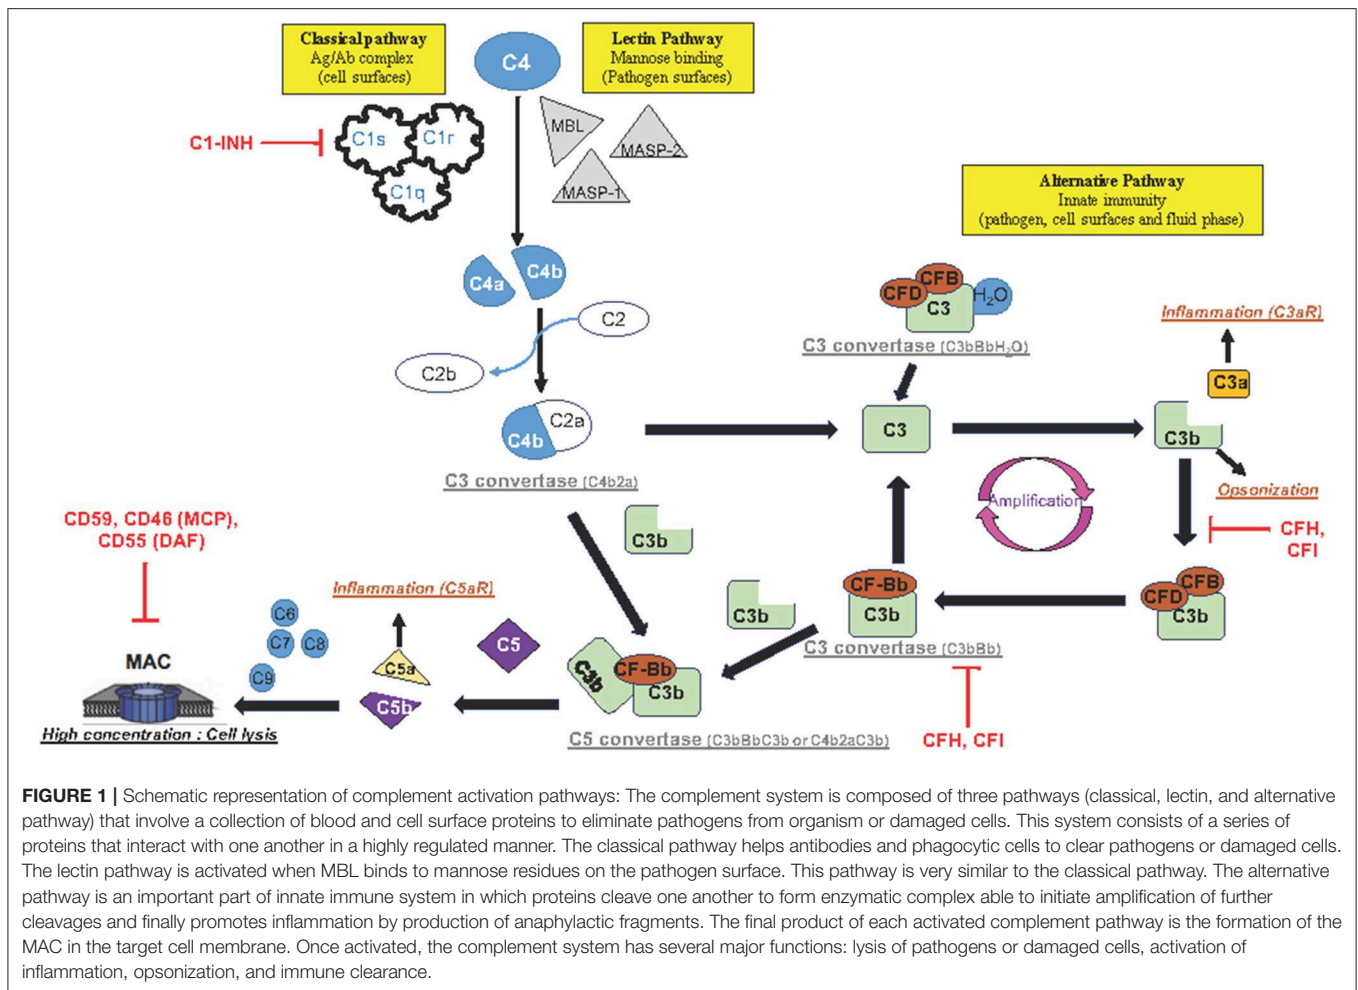 Classical pathway
Ag/Ab complex
(cell surfaces)
C4
Lectin Pathway
Mannose binding
(Pathogen surfaces)
C1-INH
C1s
C1r
C1q
MBL
MASP-2
MASP-1
Alternative Pathway
Innate immunity
(pathogen, cell surfaces and fluid phase)
C4a
C4b
C2
C2b
C2a
C4b
C3 convertase (C4b2a)
CFD
CFB
C3
H₂O
C3 convertase (C3bBbH₂O)
Inflammation (C3aR)
C3a
C3
C3b
Opsonization
Amplification
CFH,
CFI
CFD
CFB
C3b
CF-Bb
C3b
C3 convertase (C3bBb)
CFH, CFI
C3b
C3b
C3b
CF-Bb
C3b
C5 convertase (C3bBbC3b or C4b2aC3b)
C5
Inflammation (C5aR)
C5a
C5b
CD59, CD46 (MCP),
CD55 (DAF)
C6
C7
C8
C9
MAC
High concentration : Cell lysis
FIGURE 1 | Schematic representation of complement activation pathways: The complement system is composed of three pathways (classical, lectin, and alternative
pathway) that involve a collection of blood and cell surface proteins to eliminate pathogens from organism or damaged cells. This system consists of a series of
proteins that interact with one another in a highly regulated manner. The classical pathway helps antibodies and phagocytic cells to clear pathogens or damaged cells.
The lectin pathway is activated when MBL binds to mannose residues on the pathogen surface. This pathway is very similar to the classical pathway. The alternative
pathway is an important part of innate immune system in which proteins cleave one another to form enzymatic complex able to initiate amplification of further
cleavages and finally promotes inflammation by production of anaphylactic fragments. The final product of each activated complement pathway is the formation of the
MAC in the target cell membrane. Once activated, the complement system has several major functions: lysis of pathogens or damaged cells, activation of
inflammation, opsonization, and immune clearance.